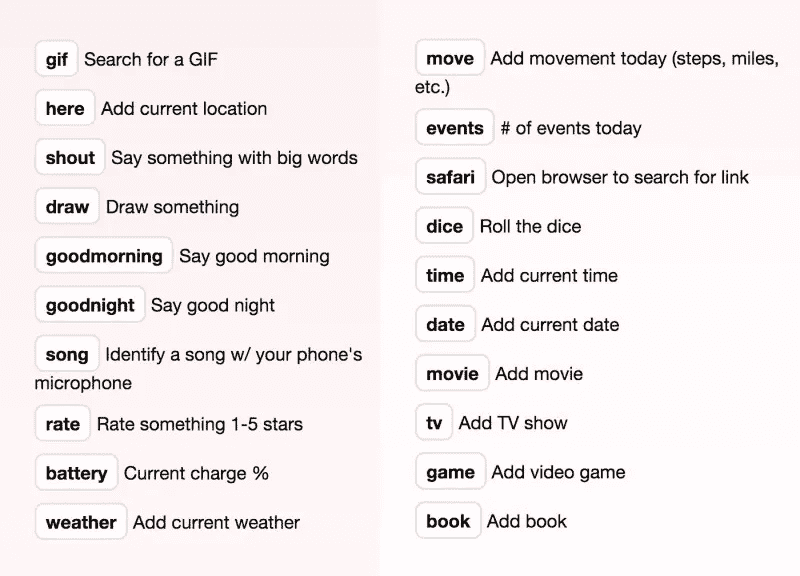 gif Search for a GIF
here Add current location
shout Say something with big words
draw Draw something
goodmorning Say good morning
goodnight Say good night
song Identify a song w/ your phone's
microphone
rate Rate something 1-5 stars
battery Current charge %
weather Add current weather
move Add movement today (steps, miles,
etc.)
events # of events today
safari Open browser to search for link
dice Roll the dice
time Add current time
date Add current date
movie Add movie
tv Add TV show
game Add video game
book Add book